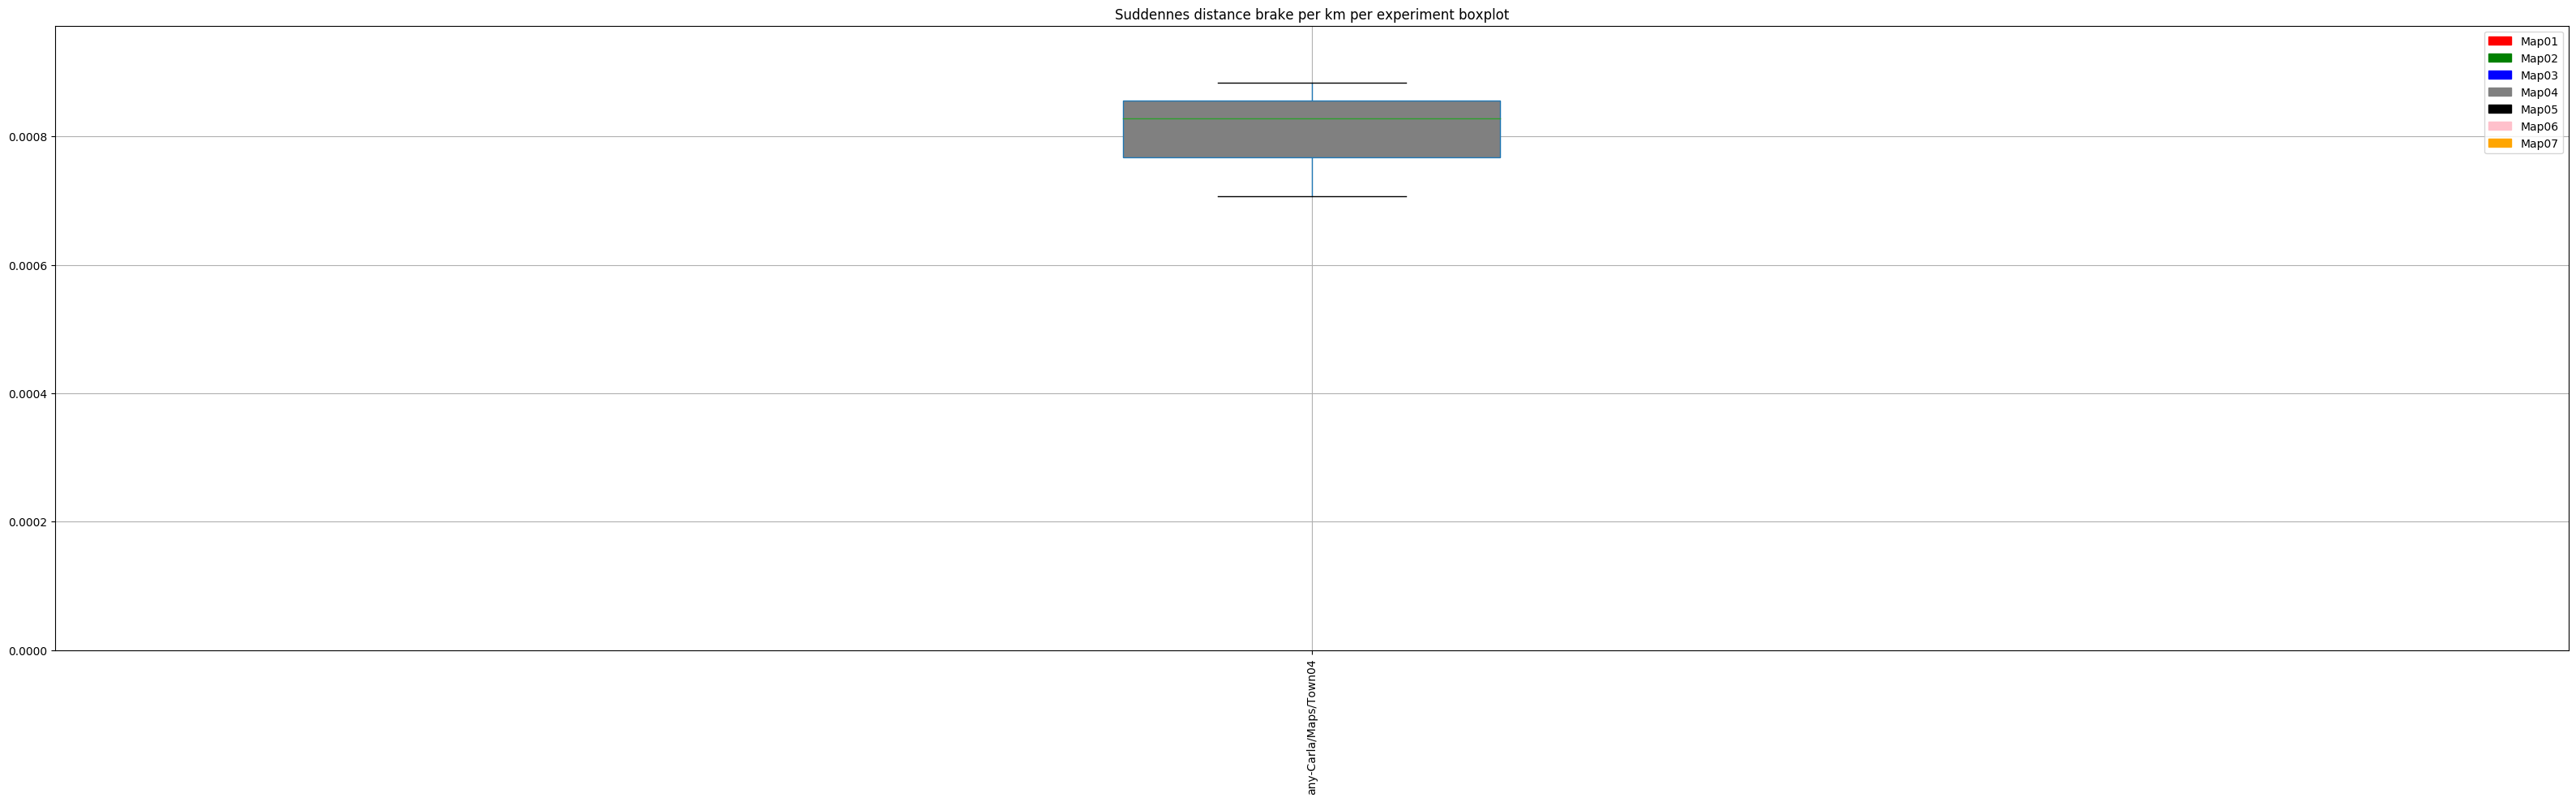 Suddennes distance brake per km per experiment boxplot
Map01
Map02
Map03
Map04
Map05
Map06
Map07
0.0008
0.0006
0.0004
0.0002
0.0000
any-Carla/Maps/Town04